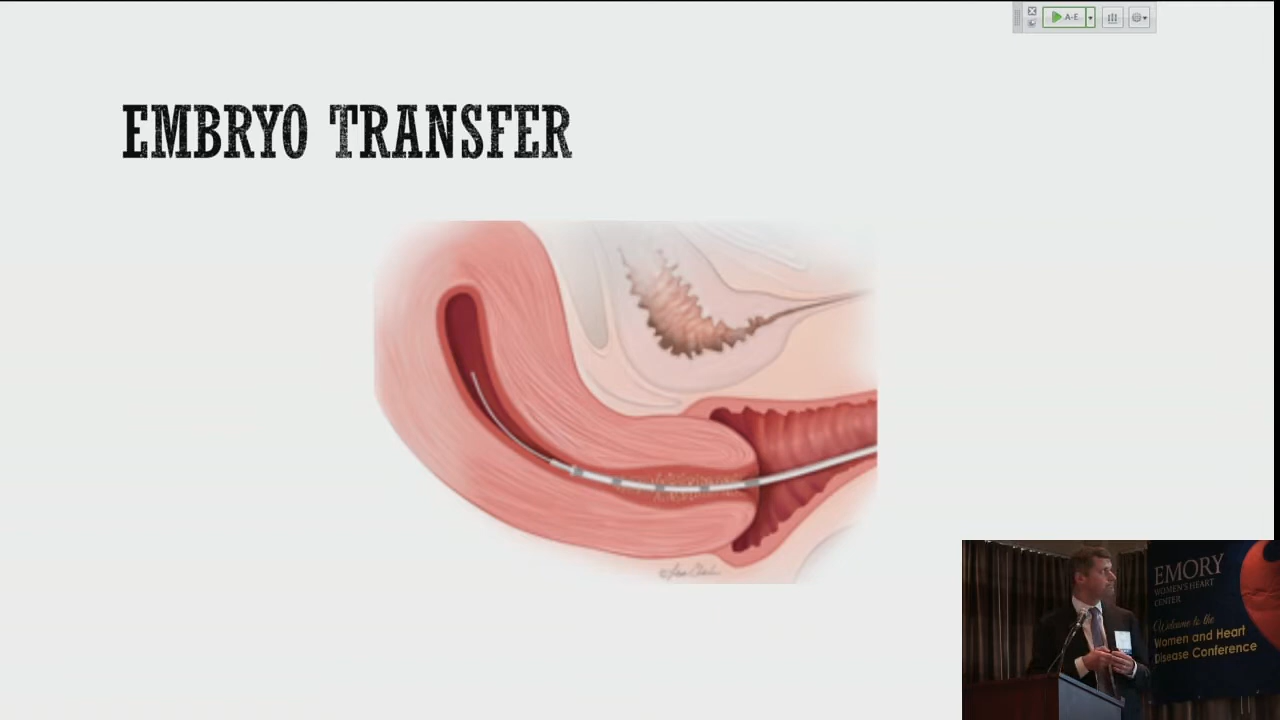 A-E
EMBRYO TRANSFER
EMORY
WOMEN'S HEART
CENTER
Welcome to the
Women and Heart
Disease Conference